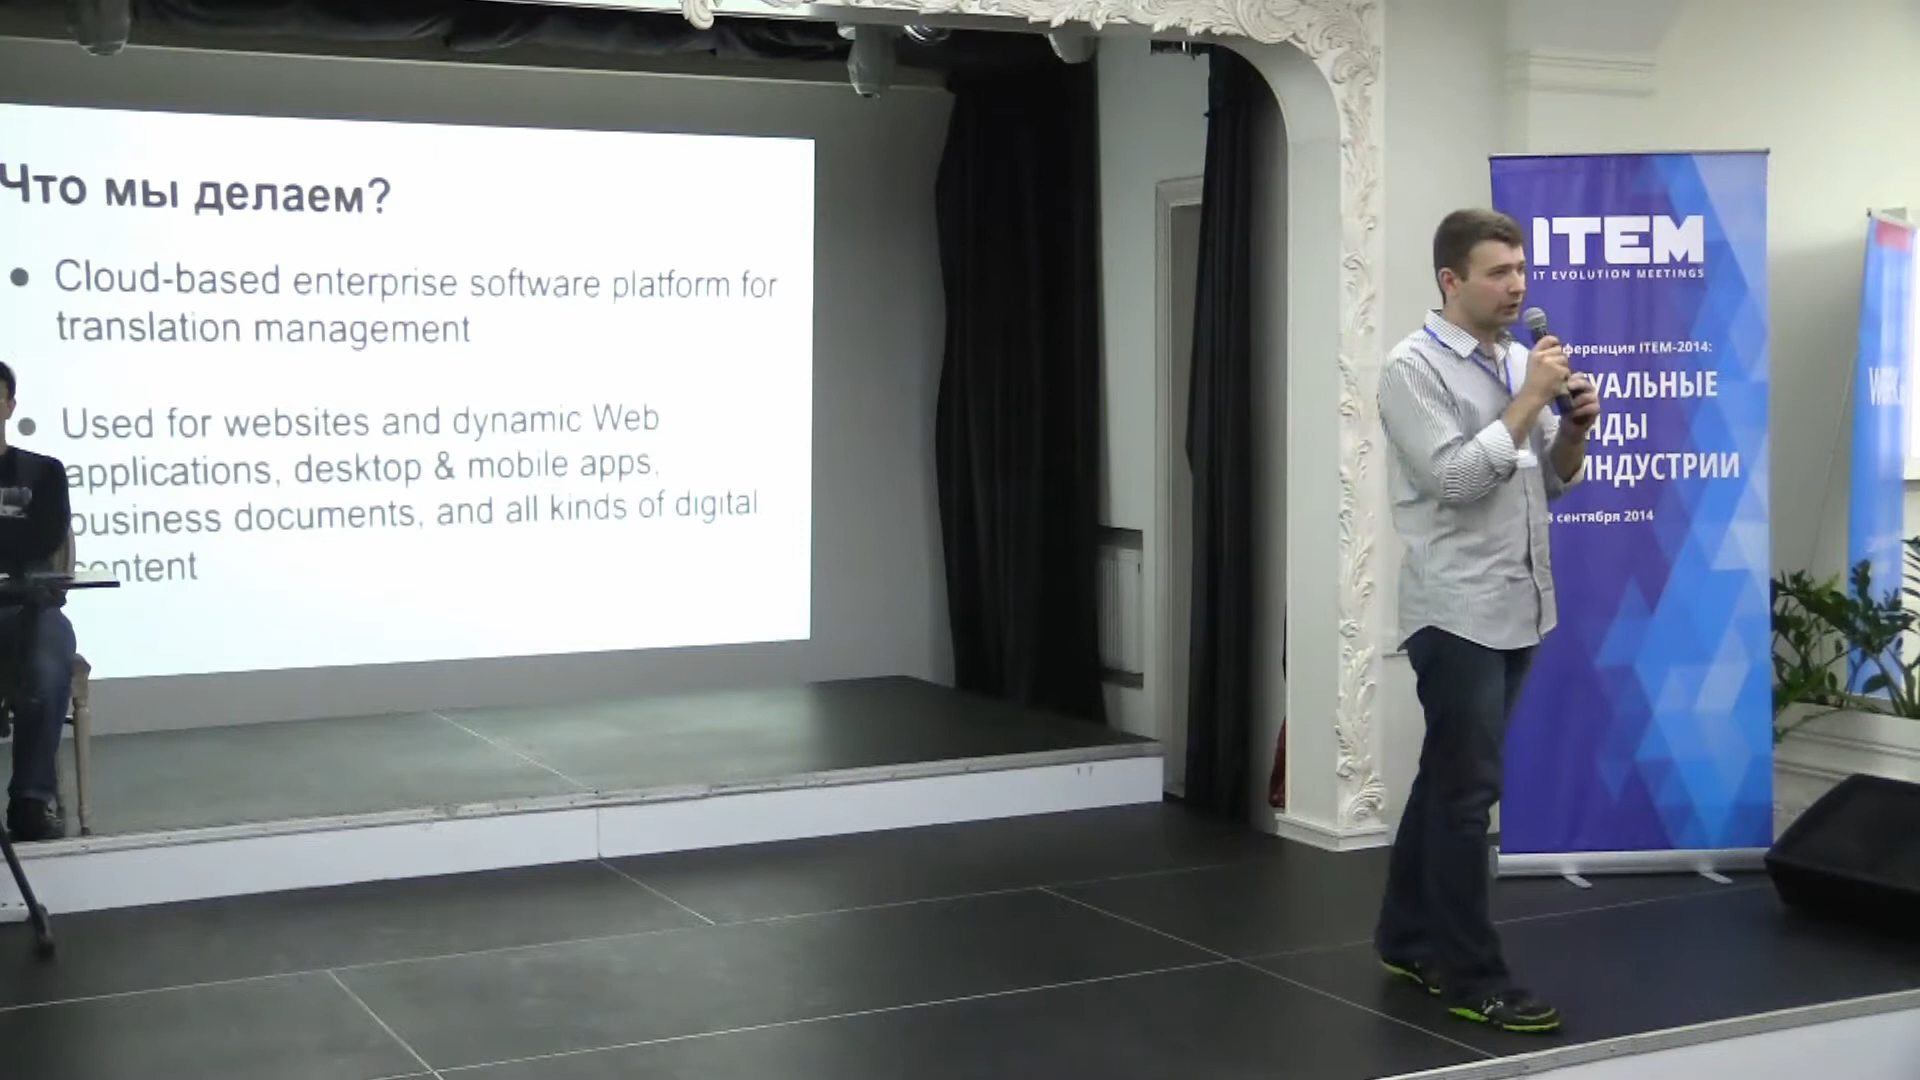 Что мы делаем?
Cloud-based enterprise software platform for
translation management
Used for websites and dynamic Web
applications, desktop & mobile apps,
business documents, and all kinds of digital
content
ITEM
IT EVOLUTION MEETINGS
ференция ITEM-2014:
УАЛЬНЫЕ
НДЫ
ИНДУСТРИИ
сентября 2014